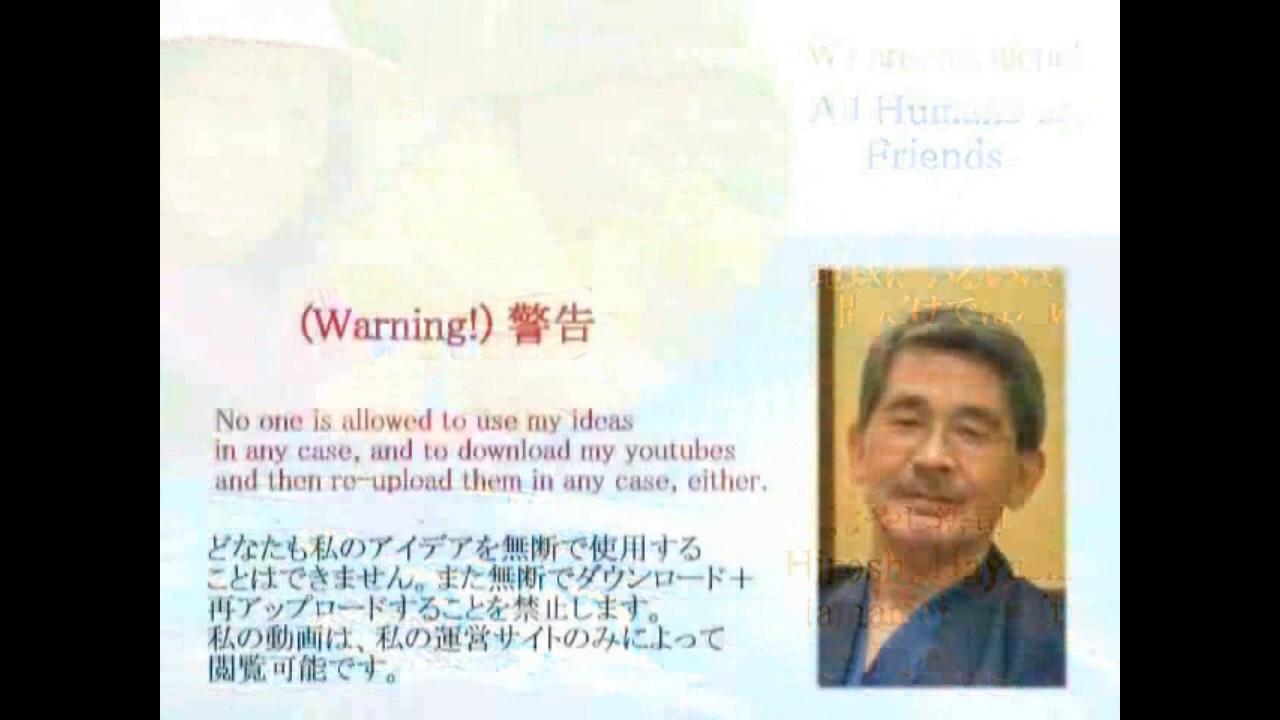 All Humans are
Friends
(Warning!) 警告
No one is allowed to use my ideas
in any case, and to download my youtubes
and then re-upload them in any case, either.
どなたも私のアイデアを無断で使用する
ことはできません。また無断でダウンロード＋
再アップロードすることを禁止します。
私の動画は、私の運営サイトのみによって
閲覧可能です。
Hiroshi